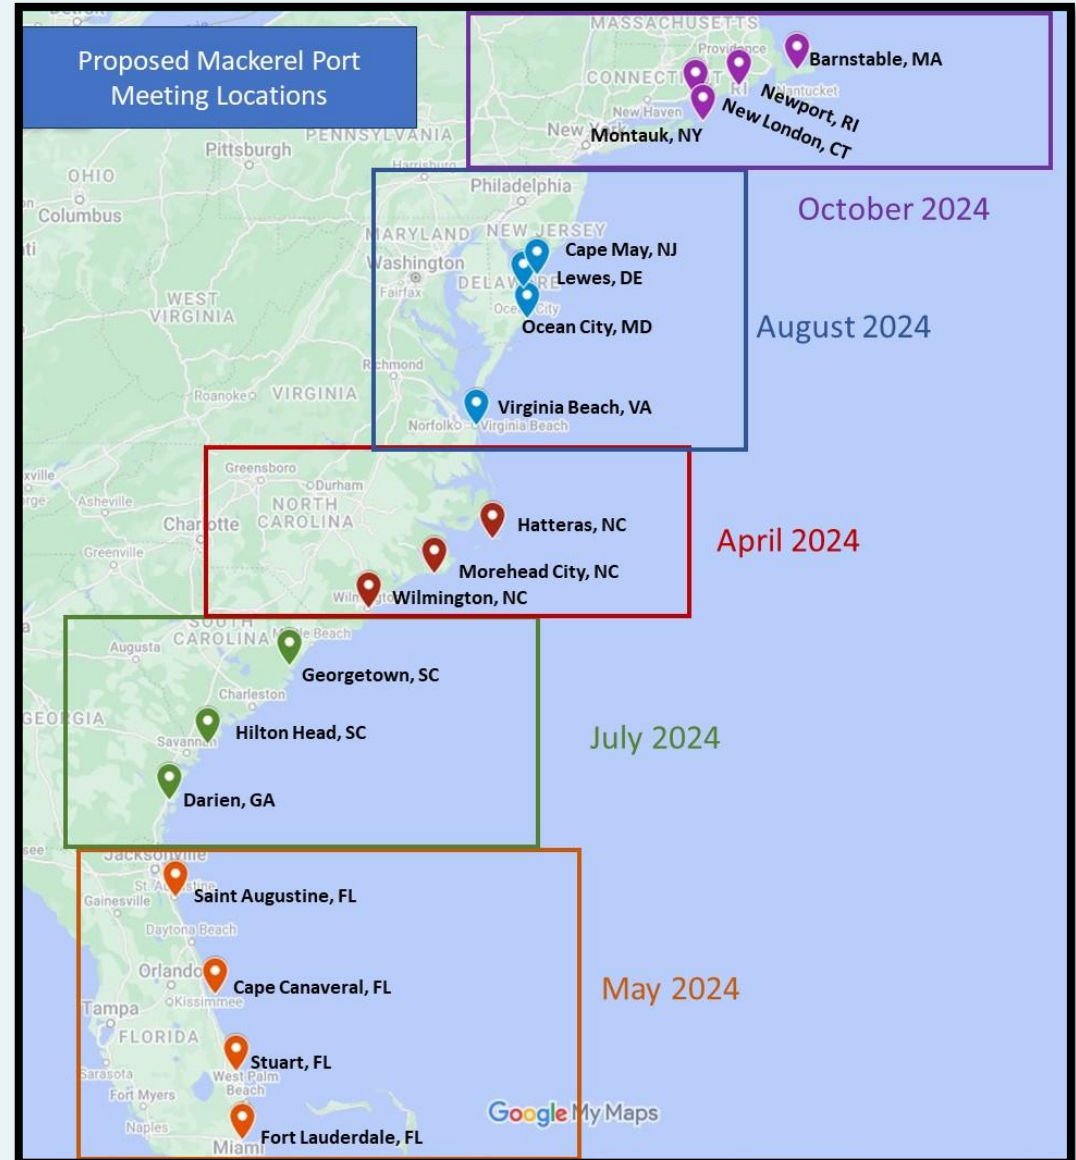 Proposed Mackerel Port
Meeting Locations
MASSACHUSETTS
Providence
Barnstable, MA
CONNECTICUT
RI
Nantucket
Newport, RI
New Haven
New London, CT
New York
Montauk, NY
PENNSYLVANIA
Pittsburgh
Harrisburg
OHIO
Columbus
Philadelphia
October 2024
MARYLAND
NEW JERSEY
Cape May, NJ
Washington
DELAWARE
Lewes, DE
Fairfax
Ocean City
WEST
VIRGINIA
Ocean City, MD
August 2024
Richmond
Roanoke
VIRGINIA
Virginia Beach, VA
Norfolk
Virginia Beach
Greensboro
Durham
Asheville
NORTH
CAROLINA
Charlotte
Hatteras, NC
Greenville
April 2024
Morehead City, NC
Wilmington
Wilmington, NC
SOUTH
CAROLINA
Myrtle Beach
Augusta
Georgetown, SC
Charleston
GEORGIA
Hilton Head, SC
Savannah
July 2024
Darien, GA
see
Jacksonville
St. Augustine
Saint Augustine, FL
Gainesville
Daytona Beach
Orlando
Cape Canaveral, FL
Kissimmee
May 2024
Tampa
FLORIDA
Stuart, FL
Sarasota
West Palm
Beach
Fort Myers
Google My Maps
Naples
Fort Lauderdale, FL
Miami